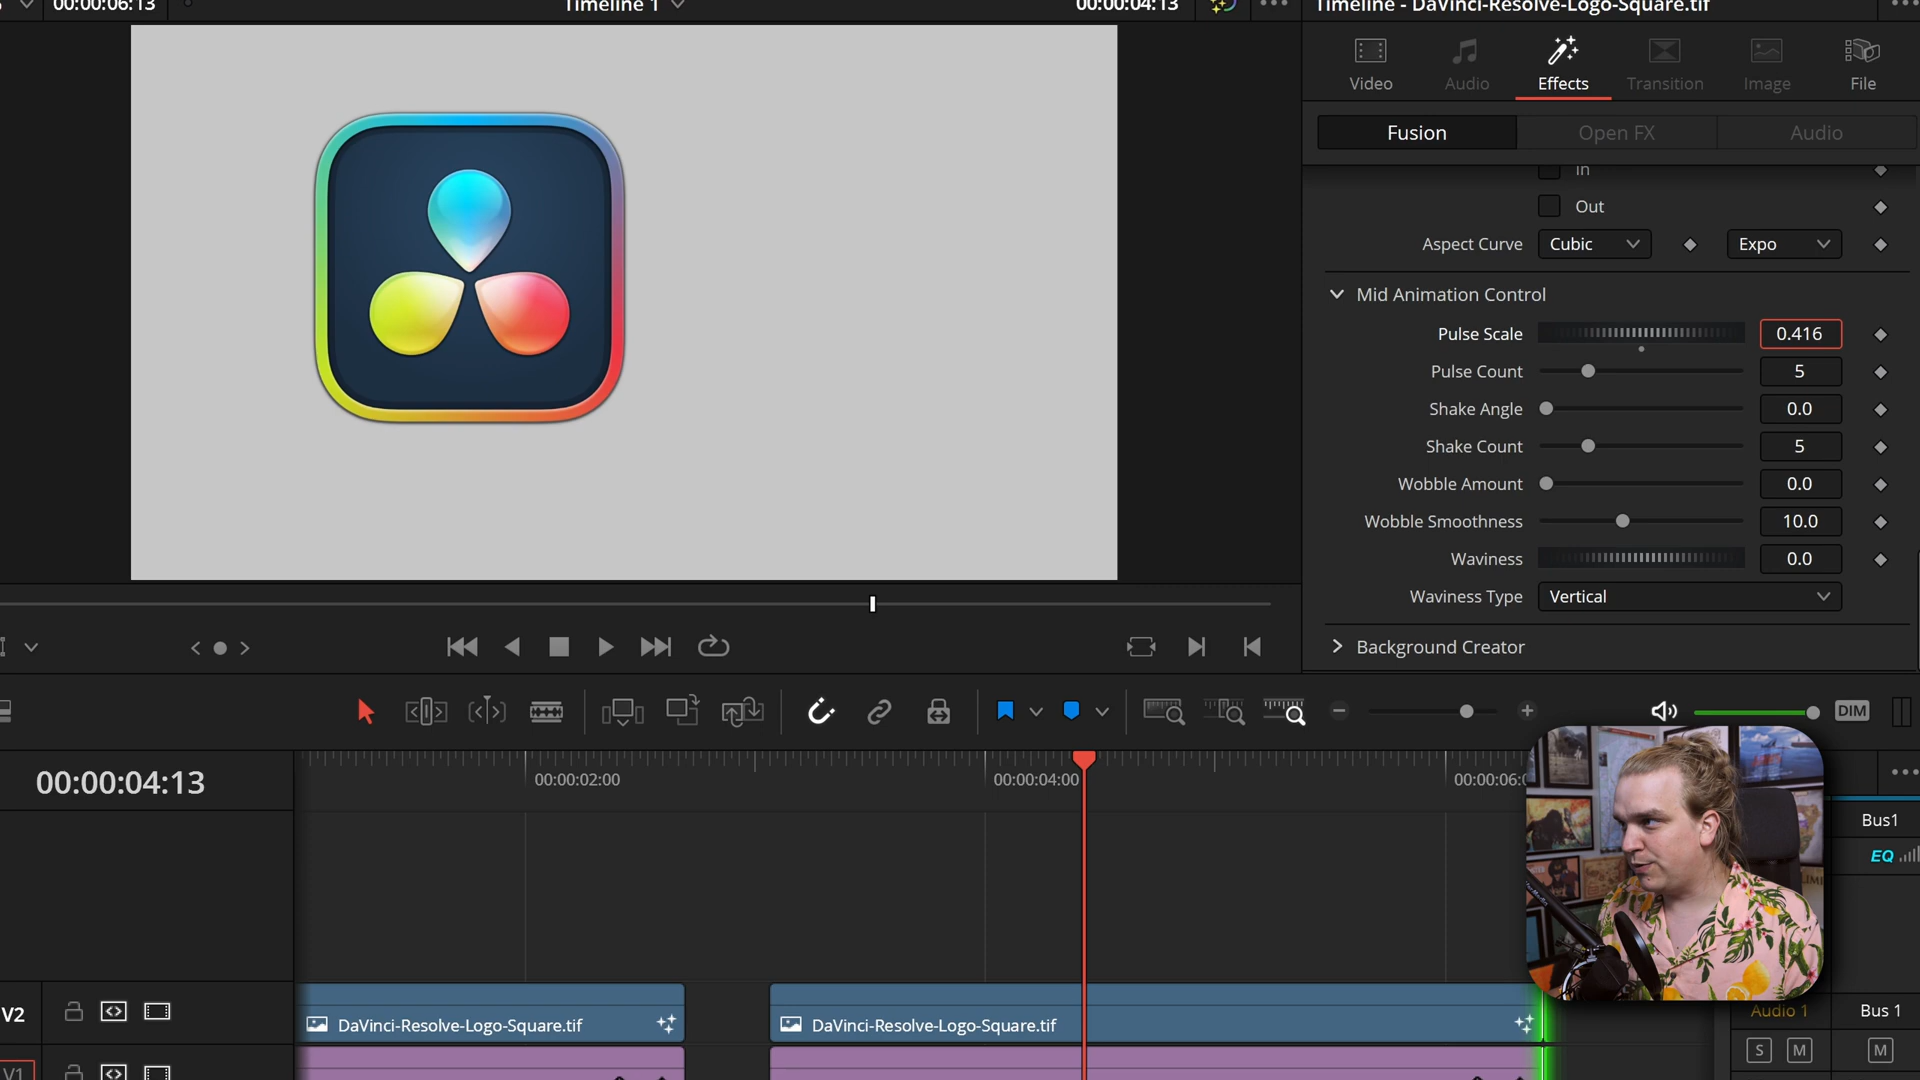 00:00:06:13
Timeline 1
00:00:04:13
Timeline - DaVinci-Resolve-Logo-Square.tif
Video
Audio
Effects
Transition
Image
File
Fusion
Open FX
Audio
In
Out
Aspect Curve
Cubic
Expo
Mid Animation Control
Pulse Scale
0.416
Pulse Count
5
Shake Angle
0.0
Shake Count
5
Wobble Amount
0.0
Wobble Smoothness
10.0
Waviness
0.0
Waviness Type
Vertical
Background Creator
DIM
00:00:04:13
00:00:02:00
00:00:04:00
00:00:06:0
Bus1
EQ
V2
DaVinci-Resolve-Logo-Square.tif
DaVinci-Resolve-Logo-Square.tif
Audio 1
Bus 1
V1
S
M
M